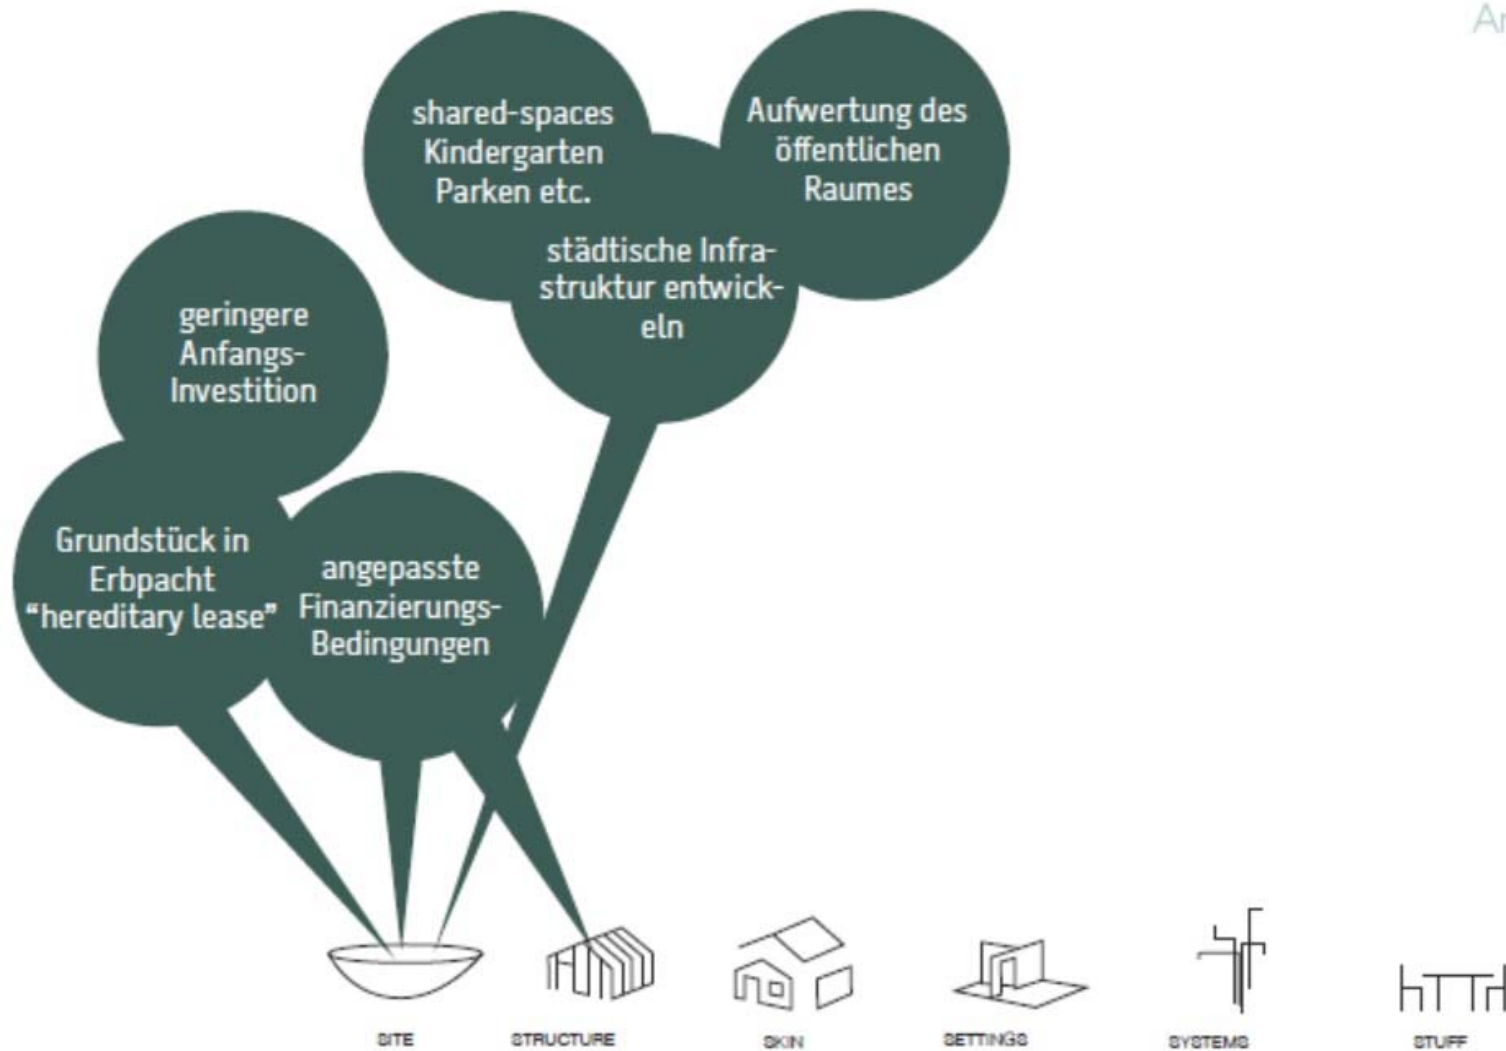 Ar
shared-spaces
Kindergarten
Parken etc.
Aufwertung des
öffentlichen
Raumes
städtische Infra-
struktur entwick-
eln
geringere
Anfangs-
Investition
Grundstück in
Erbpacht
“hereditary lease”
angepasste
Finanzierungs-
Bedingungen
SITE
STRUCTURE
SKIN
SETTINGS
SYSTEMS
STUFF